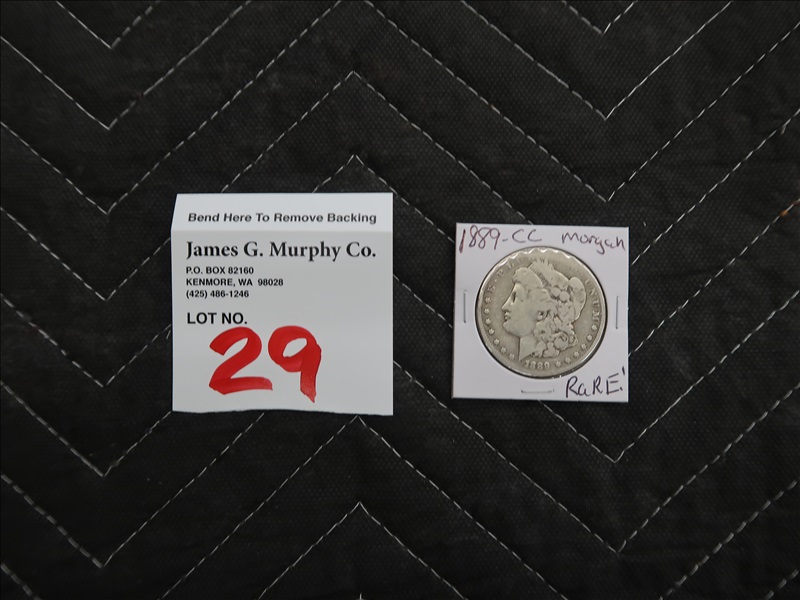 Bend Here To Remove Backing
James G. Murphy Co.
P.O. BOX 82160
KENMORE, WA 98028
(425) 486-1246
LOT NO.
29
1889-CC Morgan
1889
RaRE!